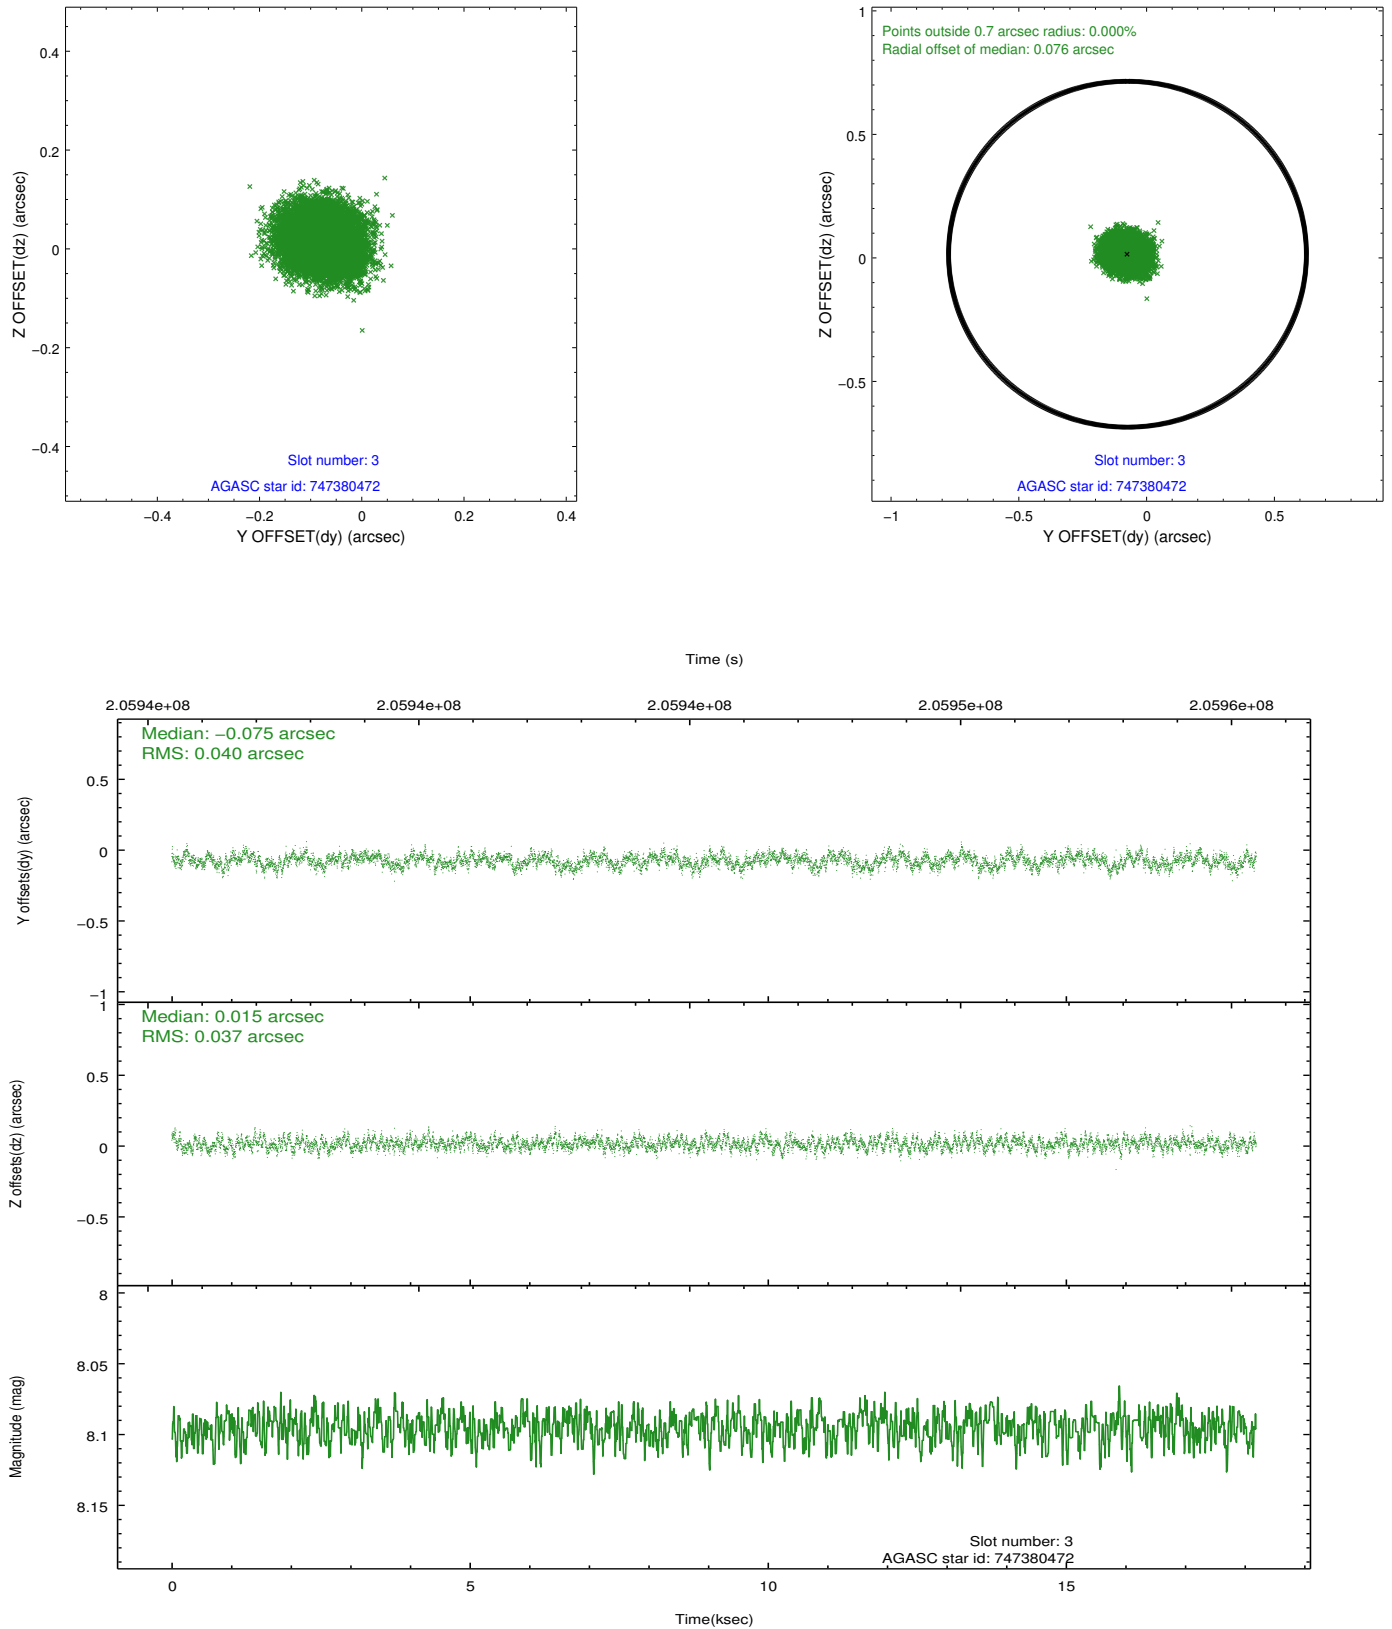 0.4
0.2
0
−0.2
−0.4
Z OFFSET(dz) (arcsec)
Slot number: 3
AGASC star id: 747380472
−0.4 −0.2 0 0.2 0.4
Y OFFSET(dy) (arcsec)
1
0.5
0
−0.5
Z OFFSET(dz) (arcsec)
Points outside 0.7 arcsec radius: 0.000%
Radial offset of median: 0.076 arcsec
Slot number: 3
AGASC star id: 747380472
−1 −0.5 0 0.5
Y OFFSET(dy) (arcsec)
Time (s)
2.0594e+08 2.0594e+08 2.0594e+08 2.0595e+08 2.0596e+08
Median: −0.075 arcsec
RMS: 0.040 arcsec
0.5
0
−0.5
−1
Y offsets(dy) (arcsec)
Median: 0.015 arcsec
RMS: 0.037 arcsec
1
0.5
0
−0.5
Z offsets(dz) (arcsec)
8
8.05
8.1
8.15
Magnitude (mag)
Slot number: 3
AGASC star id: 747380472
0 5 10 15
Time(ksec)